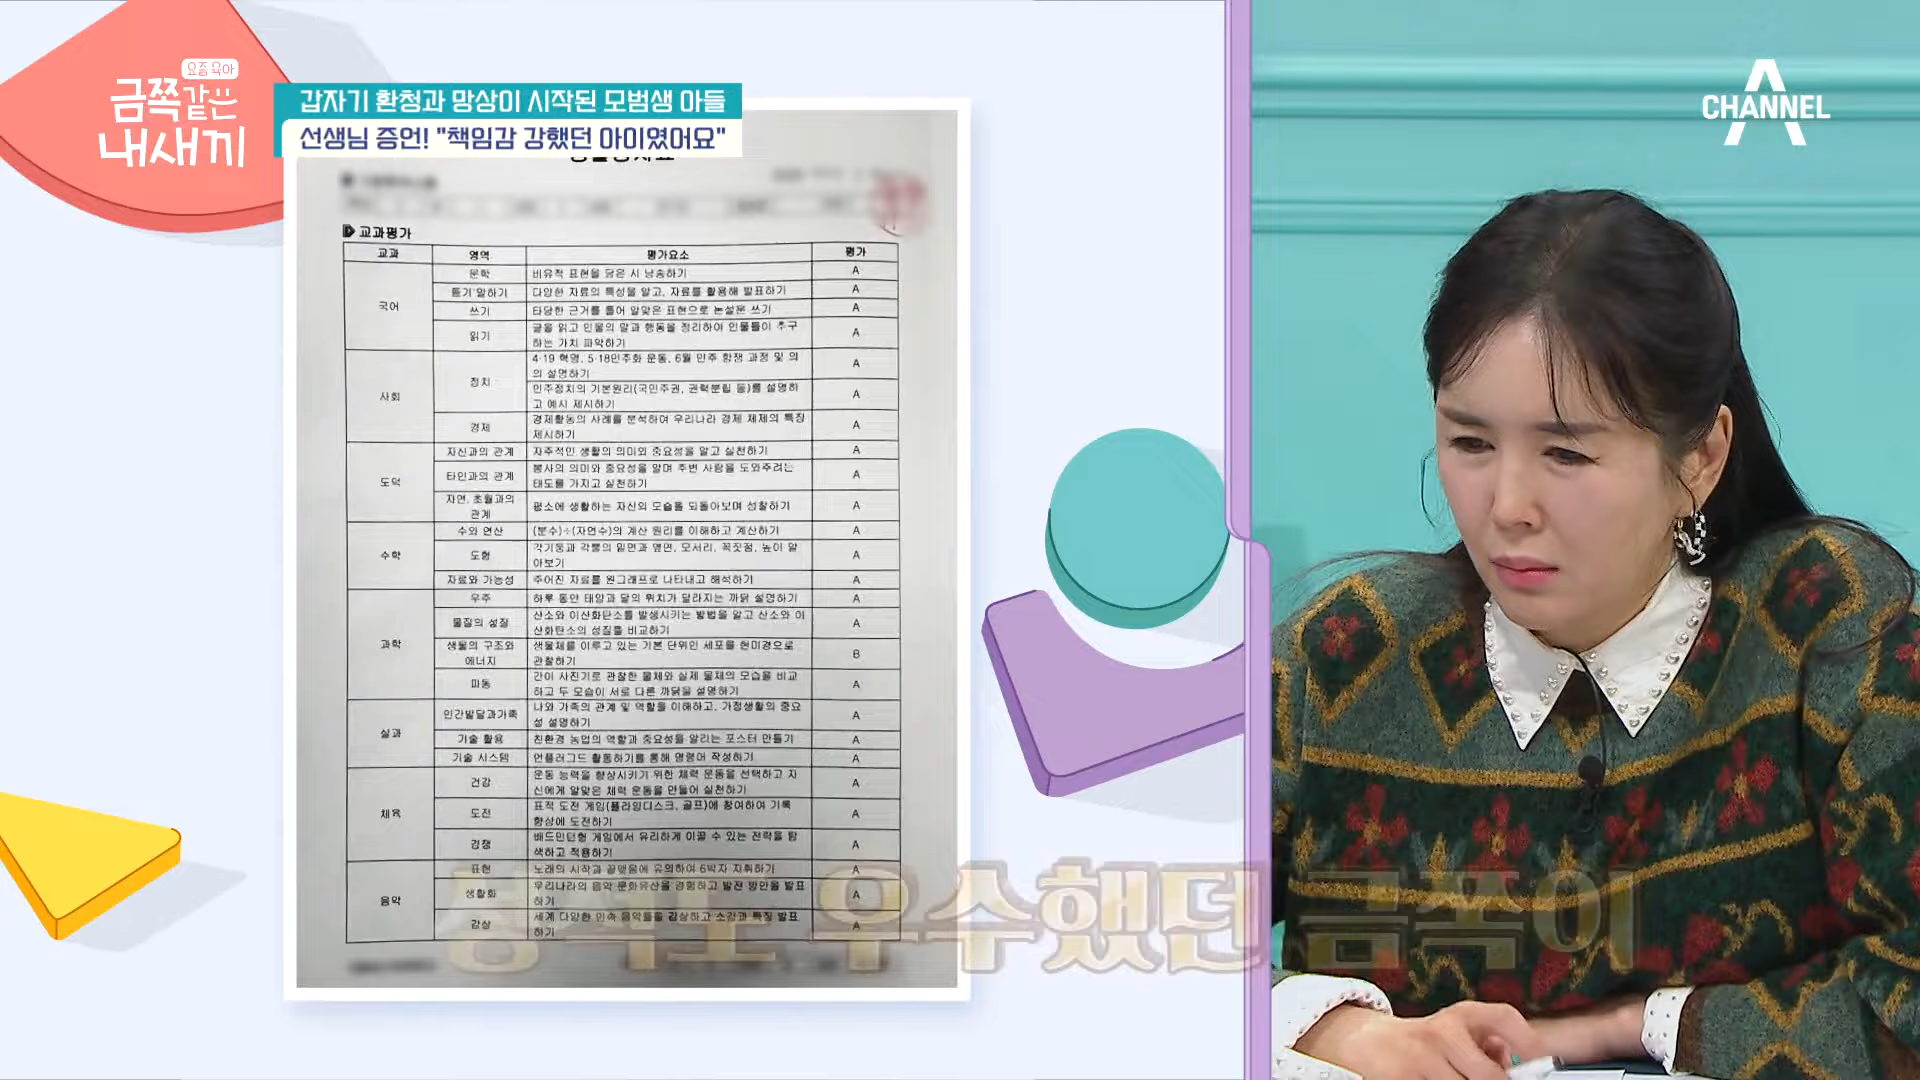 요즘 육아
금쪽같은
내새끼
갑자기 환청과 망상이 시작된 모범생 아들
선생님 증언! "책임감 강했던 아이였어요"
CHANNEL A
교과평가
교과 영역 평가요소 평가
국어 문학 비유적 표현을 담은 시 낭송하기 A
듣기 말하기 다양한 자료의 특성을 알고, 자료를 활용해 발표하기 A
쓰기 타당한 근거를 들어 알맞은 표현으로 논설문 쓰기 A
읽기 글을 읽고 인물의 말과 행동을 정리하여 인물들이 추구
하는 가치 파악하기 A
사회 정치 4·19 혁명, 5·18민주화 운동, 6월 민주 항쟁 과정 및 의
의 설명하기 A
민주정치의 기본원리(국민주권, 권력분립 등)를 설명하
고 예시 제시하기 A
경제 경제활동의 사례를 분석하여 우리나라 경제 체제의 특징
제시하기 A
도덕 자신과의 관계 자주적인 생활의 의미와 중요성을 알고 실천하기 A
타인과의 관계 봉사의 의미와 중요성을 알며 주변 사람을 도와주려는
태도를 가지고 실천하기 A
자연, 초월과의
관계 평소에 생활하는 자신의 모습을 되돌아보며 성찰하기 A
수학 수와 연산 (분수)÷(자연수)의 계산 원리를 이해하고 계산하기 A
도형 각기둥과 각뿔의 밑면과 옆면, 모서리, 꼭짓점, 높이 알
아보기 A
자료와 가능성 주어진 자료를 원그래프로 나타내고 해석하기 A
과학 우주 하루 동안 태양과 달의 위치가 달라지는 까닭 설명하기 A
물질의 성질 산소와 이산화탄소를 발생시키는 방법을 알고 산소와 이
산화탄소의 성질을 비교하기 A
생물의 구조와
에너지 생물체를 이루고 있는 기본 단위인 세포를 현미경으로
관찰하기 B
파동 간이 사진기로 관찰한 물체와 실제 물체의 모습을 비교
하고 두 모습이 서로 다른 까닭을 설명하기 A
실과 인간발달과가족 나와 가족의 관계 및 역할을 이해하고, 가정생활의 중요
성 설명하기 A
기술 활용 친환경 농업의 역할과 중요성을 알리는 포스터 만들기 A
기술 시스템 언플러그드 활동하기를 통해 명령어 작성하기 A
체육 건강 운동 능력을 향상시키기 위한 체력 운동을 선택하고 자
신에게 알맞은 체력 운동을 만들어 실천하기 A
도전 표적 도전 게임(플라잉디스크, 골프)에 참여하여 기록
향상에 도전하기 A
경쟁 배드민턴형 게임에서 유리하게 이끌 수 있는 전략을 탐
색하고 적용하기 A
음악 표현 노래의 시작과 끝맺음에 유의하여 6박자 지휘하기 A
생활화 우리나라의 음악 문화유산을 경험하고 발전 방안을 발표
하기 A
감상 세계 다양한 민속 음악들을 감상하고 소감과 특징 발표
하기 A
성적도 우수했던 금쪽이